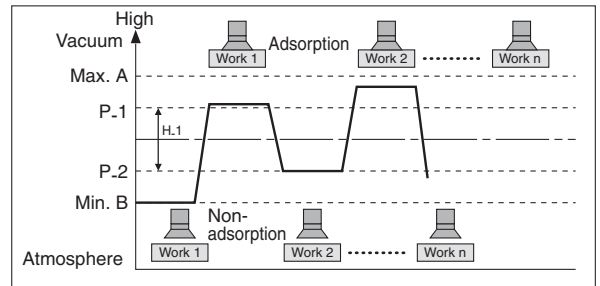 High
Vacuum
Adsorption
Work 1
Work 2
Work n
Max. A
P_1
H_1
P_2
Min. B
Non-
adsorption
Work 1
Work 2
Work n
Atmosphere